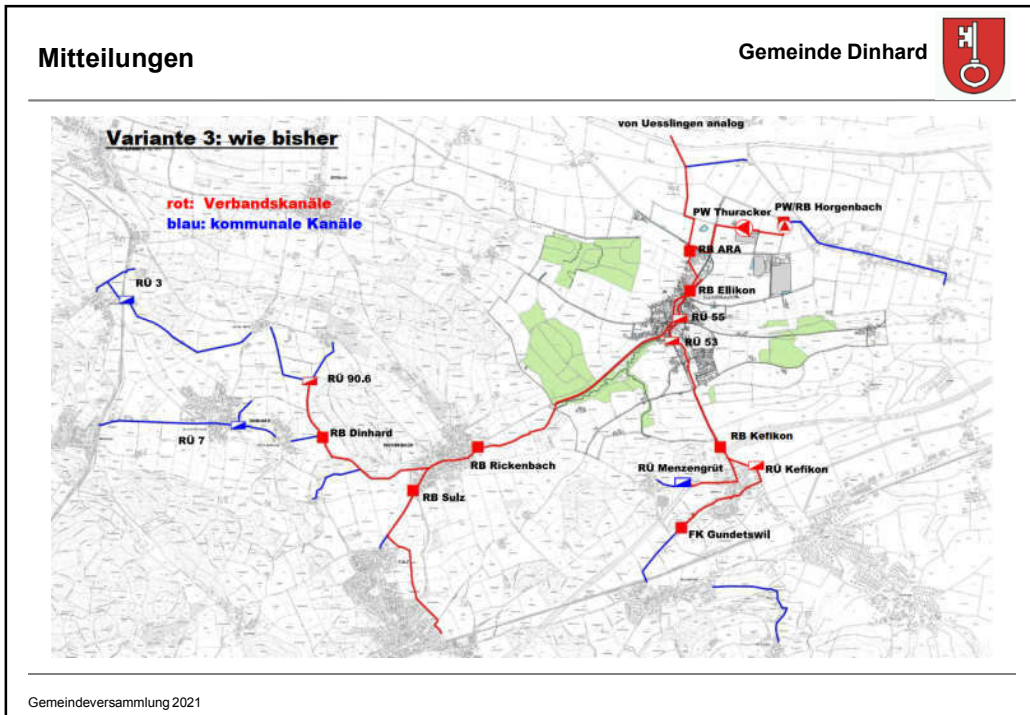 Mitteilungen
Gemeinde Dinhard
Variante 3: wie bisher
rot: Verbandskanäle
blau: kommunale Kanäle
von Uesslingen analog
PW Thuracker
PW/RB Horgenbach
RB ARA
RB Ellikon
RÜ 55
RÜ 53
RÜ 3
RÜ 90.6
RÜ 7
RB Dinhard
RB Rickenbach
RB Sulz
RB Kefikon
RÜ Menzengrüt
RÜ Kefikon
FK Gundetswil
Gemeindeversammlung 2021